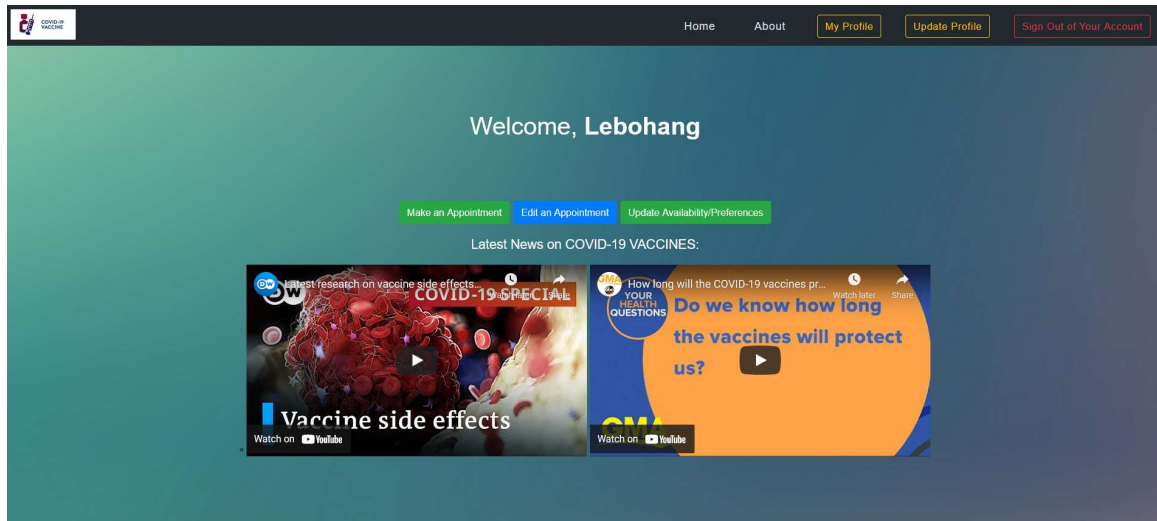 COVID-19
VACCINE
Home
About
My Profile
Update Profile
Sign Out of Your Account
Welcome, Lebohang
Make an Appointment
Edit an Appointment
Update Availability/Preferences
Latest News on COVID-19 VACCINES:
DW
Latest research on vaccine side effects...
Watch later
Share
DW
COVID-19 SPECIAL
Vaccine side effects
Watch on YouTube
GMA
How long will the COVID-19 vaccines pr...
Watch later
Share
YOUR
HEALTH
QUESTIONS
Do we know how long
the vaccines will protect
us?
GMA
Watch on YouTube